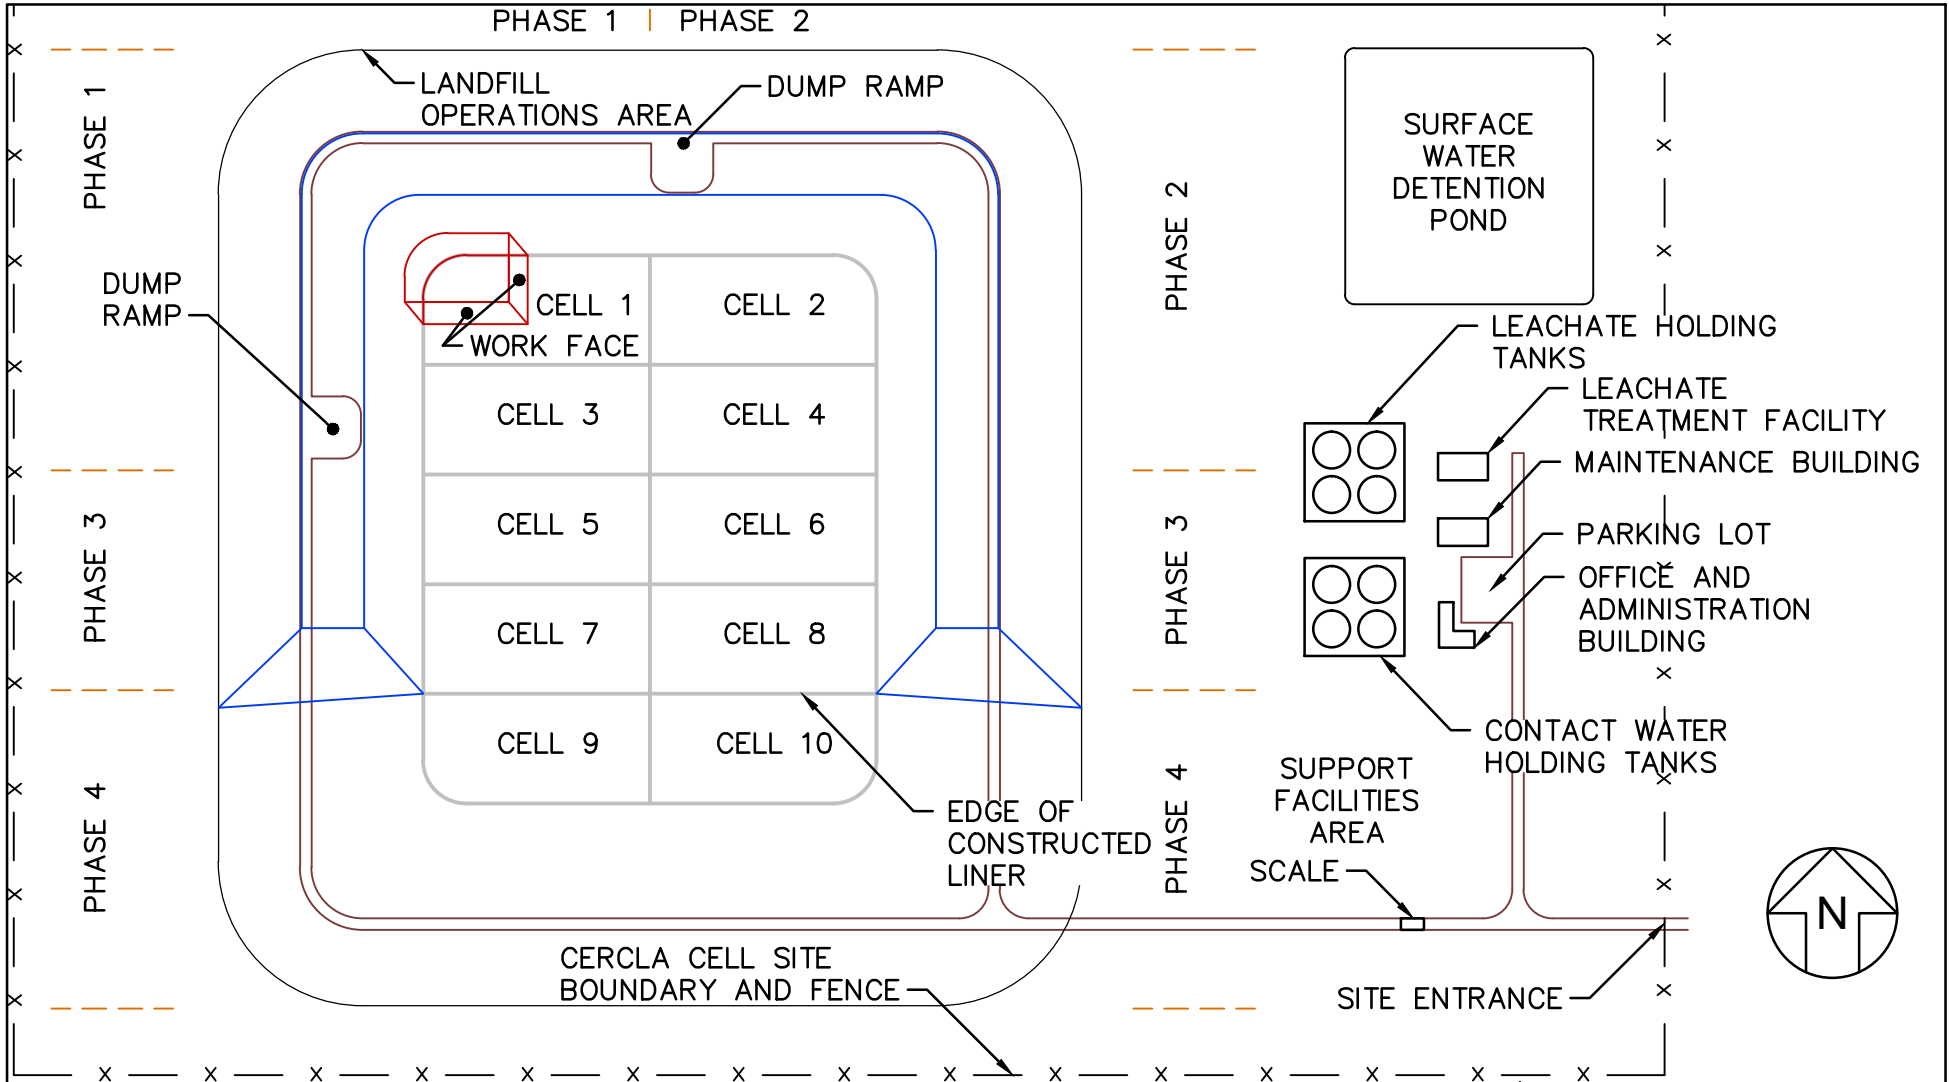 PHASE 1 | PHASE 2
LANDFILL
OPERATIONS AREA
DUMP RAMP
PHASE 1
PHASE 2
SURFACE
WATER
DETENTION
POND
DUMP
RAMP
CELL 1
CELL 2
WORK FACE
LEACHATE HOLDING
TANKS
LEACHATE
TREATMENT FACILITY
CELL 3
CELL 4
MAINTENANCE BUILDING
PHASE 3
CELL 5
CELL 6
PHASE 3
PARKING LOT
OFFICE AND
ADMINISTRATION
BUILDING
CELL 7
CELL 8
CONTACT WATER
HOLDING TANKS
CELL 9
CELL 10
PHASE 4
PHASE 4
SUPPORT
FACILITIES
AREA
EDGE OF
CONSTRUCTED
LINER
SCALE
N
CERCLA CELL SITE
BOUNDARY AND FENCE
SITE ENTRANCE